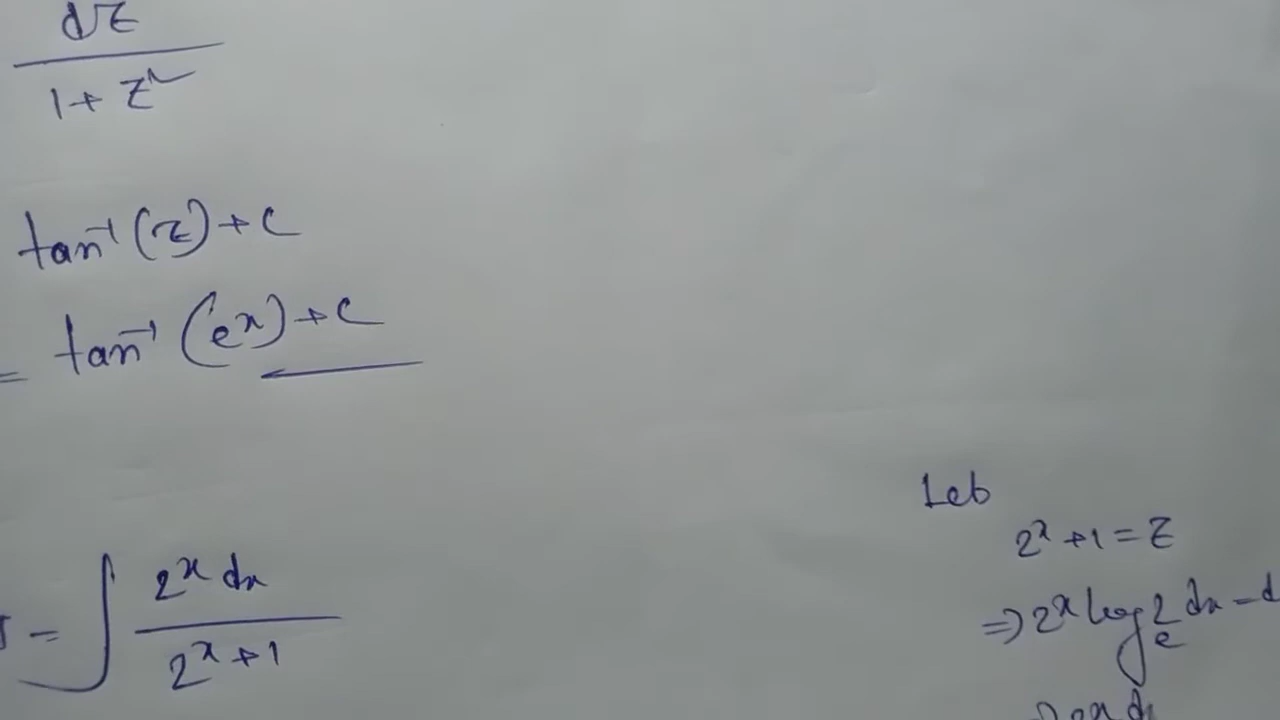 dz
1 + z²
tan⁻¹ (z) + c
= tan⁻¹ (eˣ) + c
Let
2ˣ + 1 = z
∫ 2ˣ dx
⇒ 2ˣ logₑ2 dx = d
2ˣ + 1